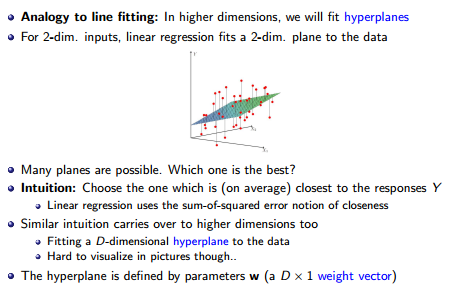 Analogy to line fitting: In higher dimensions, we will fit hyperplanes
For 2-dim. inputs, linear regression fits a 2-dim. plane to the data
Many planes are possible. Which one is the best?
Intuition: Choose the one which is (on average) closest to the responses Y
Linear regression uses the sum-of-squared error notion of closeness
Similar intuition carries over to higher dimensions too
Fitting a D-dimensional hyperplane to the data
Hard to visualize in pictures though..
The hyperplane is defined by parameters w (a D × 1 weight vector)